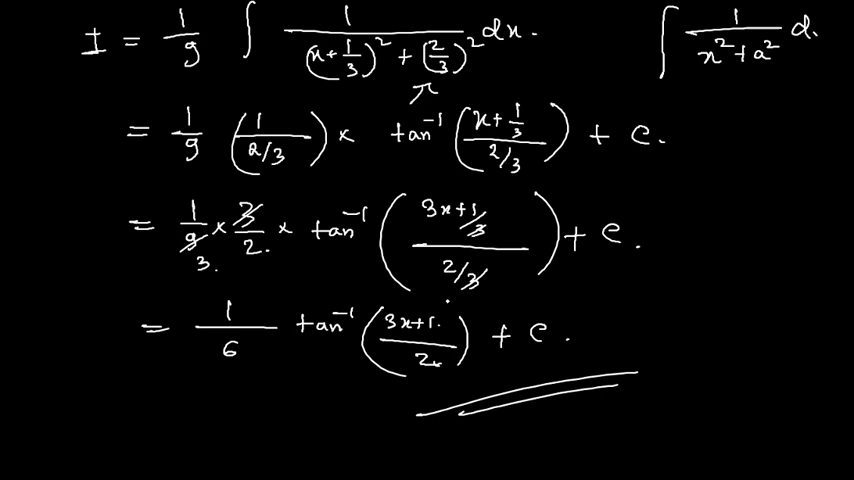 I = 1/9 ∫ 1/((x+1/3)² + (2/3)²) dx. ∫ 1/(x²+a²) d.
= 1/9 (1/(2/3)) × tan⁻¹((x+1/3)/(2/3)) + c.
= 1/9 3. × 3/2. × tan⁻¹(((3x+1)/3)/(2/3)) + c.
= 1/6 tan⁻¹((3x+1.)/2) + c.